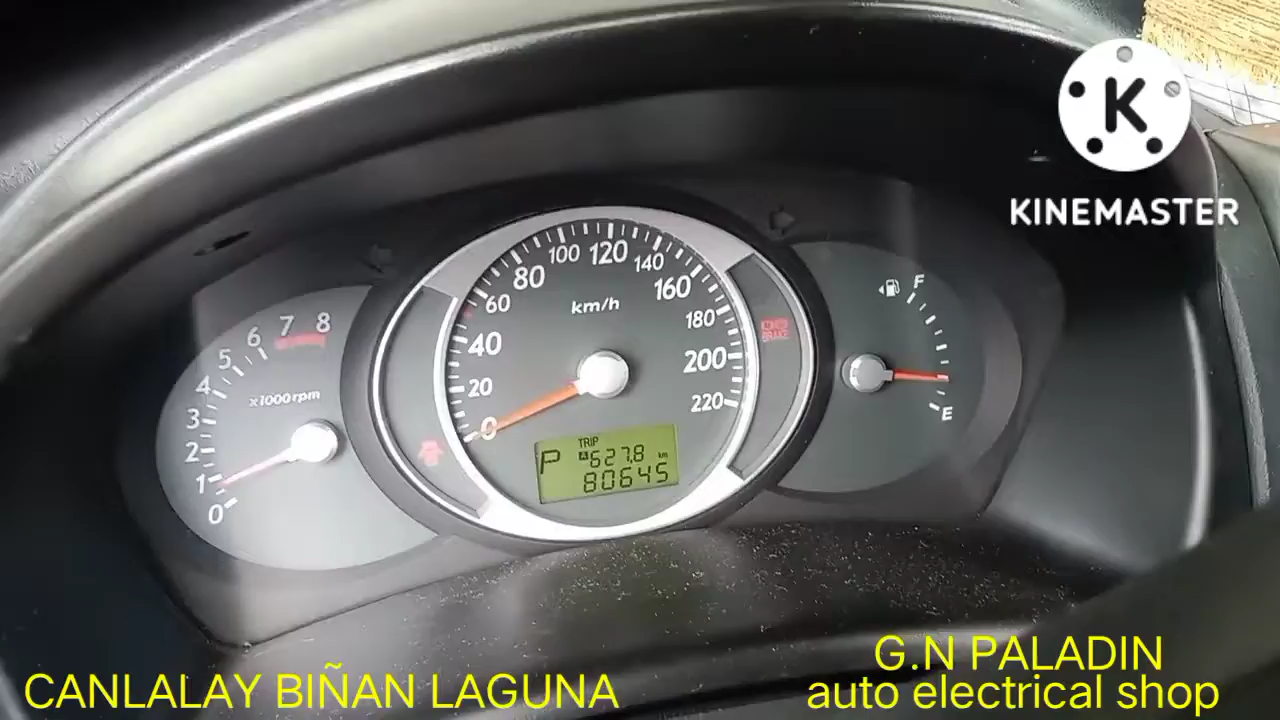 K
KINEMASTER
0 1 2 3 4 5 6 7 8
x1000rpm
0 20 40 60 80 100 120 140 160 180 200 220
km/h
TRIP
P A 627.8 km
80645
BRAKE
F
E
CANLALAY BIÑAN LAGUNA
G.N PALADIN
auto electrical shop